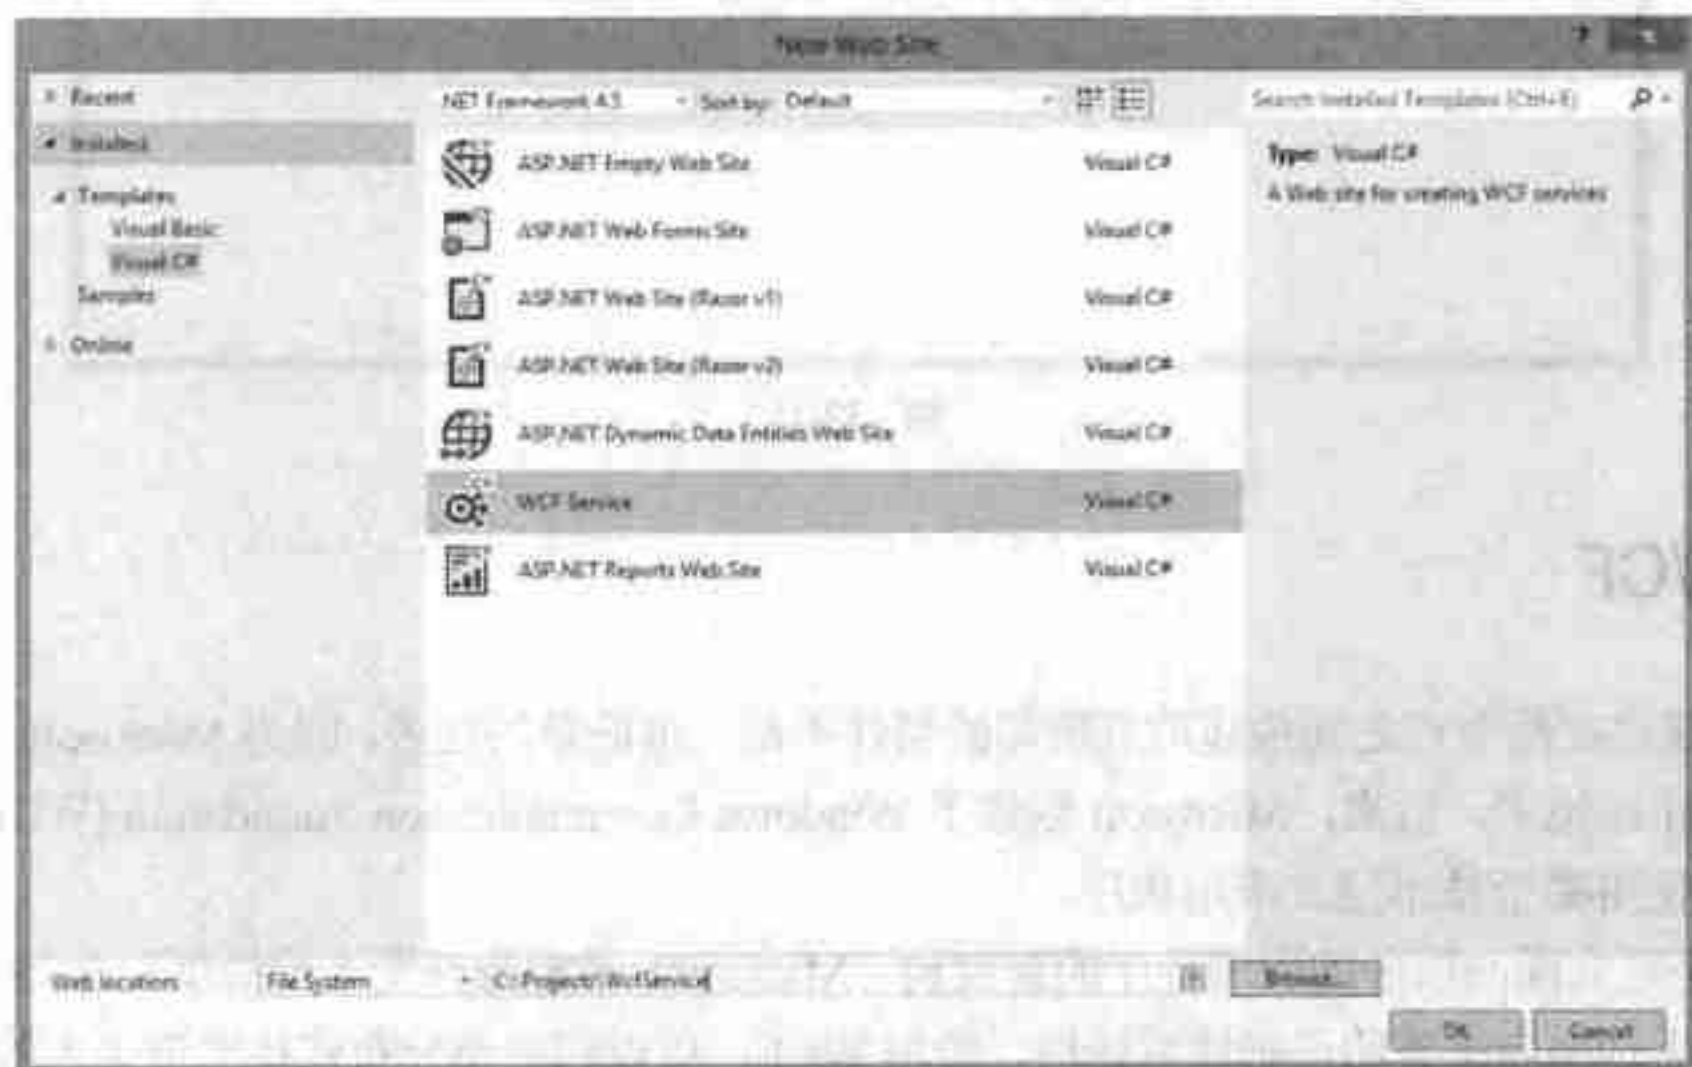 New Web Site
Recent
Installed
Templates
Visual Basic
Visual C#
Samples
Online
.NET Framework 4.5 Sort by: Default
ASP.NET Empty Web Site Visual C#
ASP.NET Web Forms Site Visual C#
ASP.NET Web Site (Razor v1) Visual C#
ASP.NET Web Site (Razor v2) Visual C#
ASP.NET Dynamic Data Entities Web Site Visual C#
WCF Service Visual C#
ASP.NET Reports Web Site Visual C#
Search Installed Templates (Ctrl+E)
Type: Visual C#
A Web site for creating WCF services
Web location: File System C:\Projects\WcfService Browse...
OK Cancel